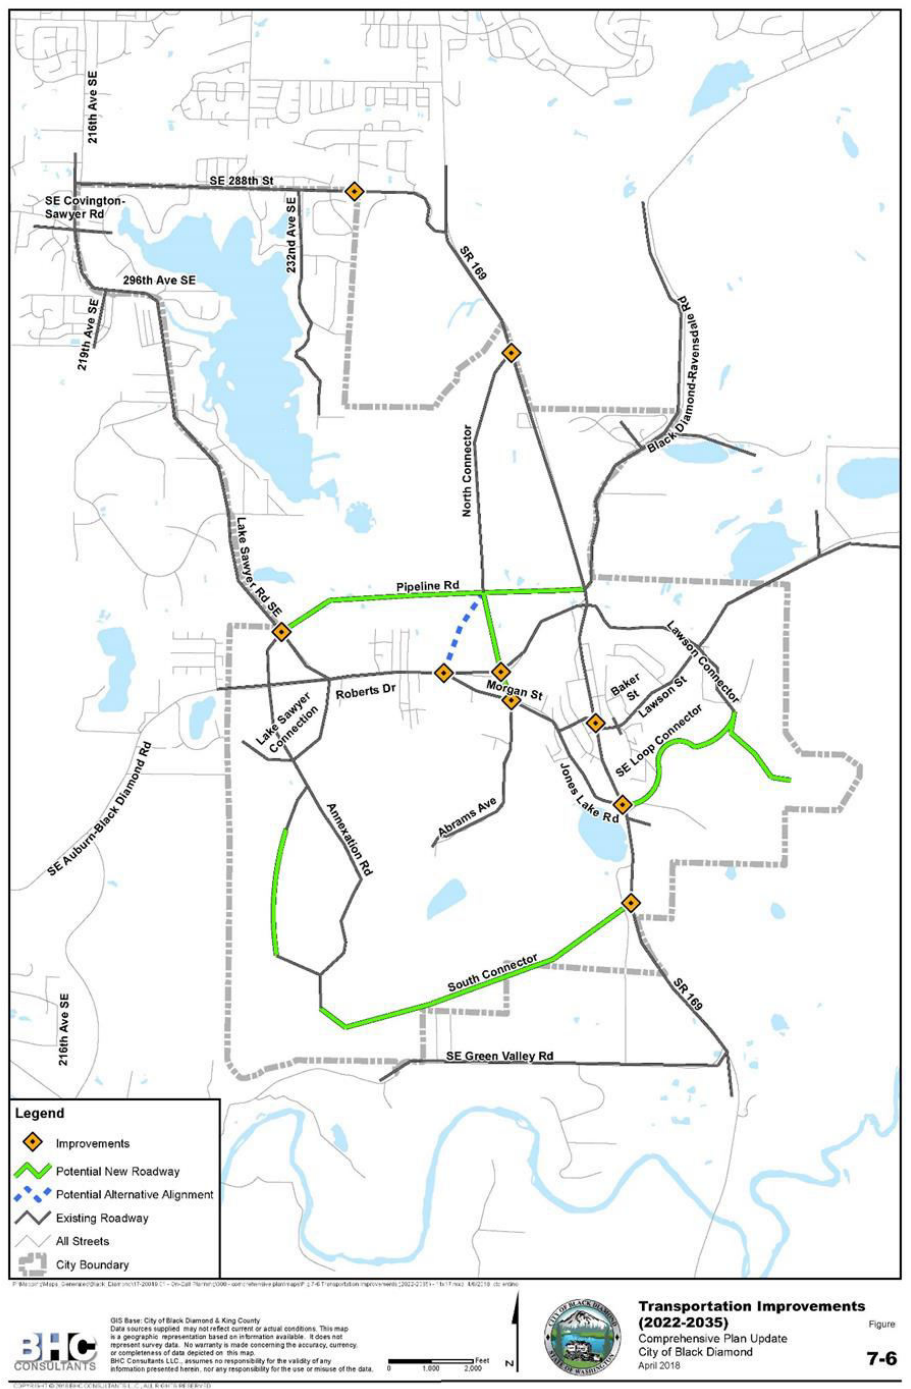 216th Ave SE
SE 288th St
SE Covington-
Sawyer Rd
232nd Ave SE
SR 169
296th Ave SE
219th Ave SE
Black Diamond-Ravensdale Rd
North Connector
Lake Sawyer Rd SE
Pipeline Rd
Lawson Connector
Morgan St
Baker
St
Lawson St
Roberts Dr
Lake Sawyer
Connection
SE Loop Connector
SE Auburn-Black Diamond Rd
Jones Lake Rd
Abrams Ave
Annexation Rd
South Connector
SR 169
216th Ave SE
SE Green Valley Rd
Legend
Improvements
Potential New Roadway
Potential Alternative Alignment
Existing Roadway
All Streets
City Boundary
BHC
CONSULTANTS
GIS Base: City of Black Diamond & King County
Data sources supplied may not reflect current or actual conditions. This map
is a geographic representation based on information available. It does not
represent survey data. No warranty is made concerning the accuracy, currency,
or completeness of data depicted on this map.
BHC Consultants LLC., assumes no responsibility for the validity of any
information presented herein, nor any responsibility for the use or misuse of the data.
Feet
0 1,000 2,000
N
CITY OF BLACK DIAMOND
STATE OF WASHINGTON
Transportation Improvements
(2022-2035)
Comprehensive Plan Update
City of Black Diamond
April 2018
Figure
7-6